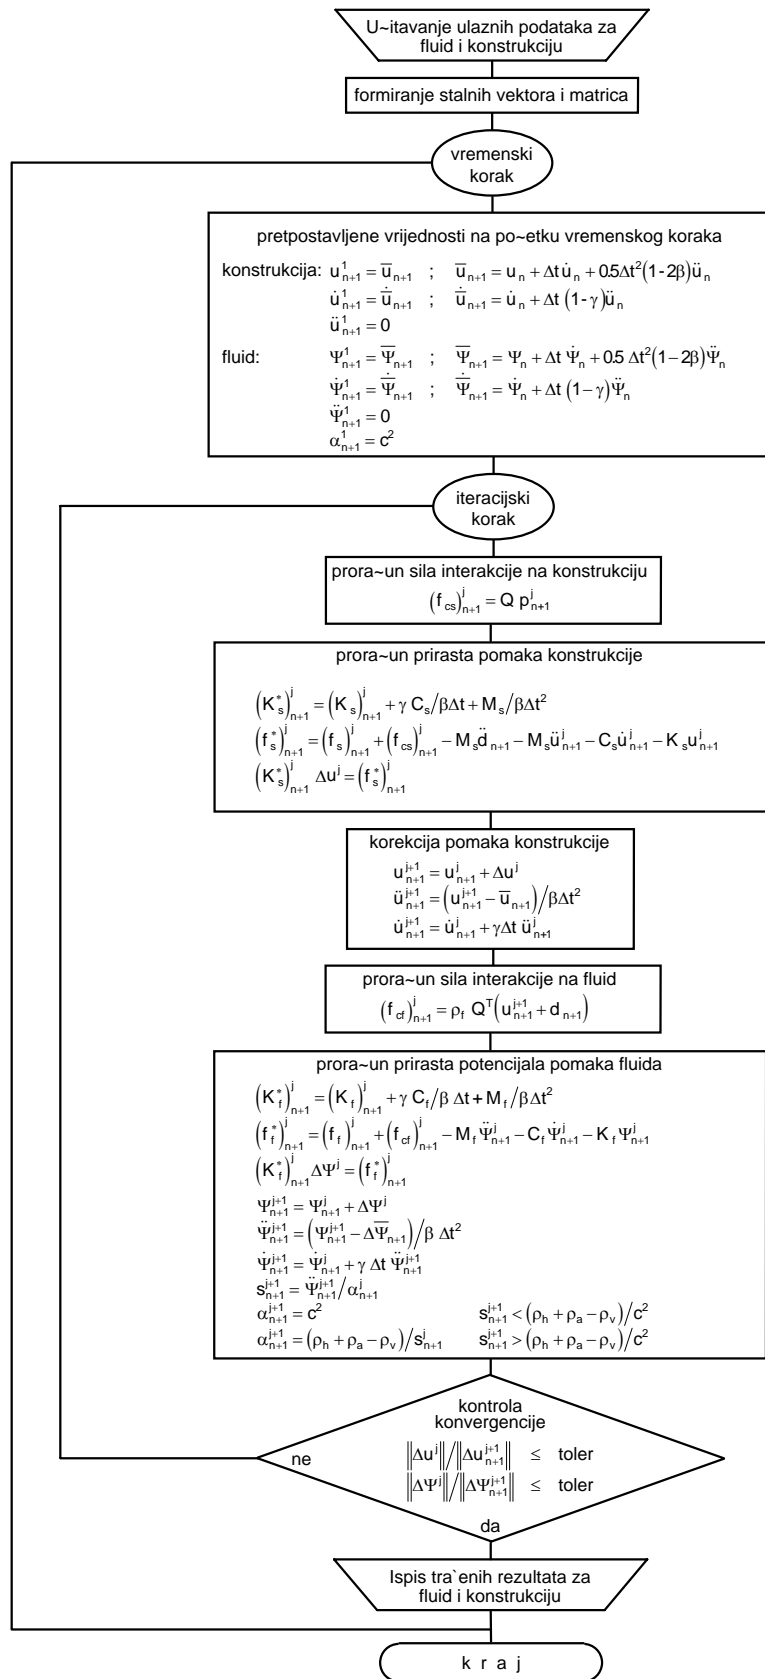 U~itavanje ulaznih podataka za
fluid i konstrukciju
formiranje stalnih vektora i matrica
vremenski
korak
pretpostavljene vrijednosti na po~etku vremenskog koraka
konstrukcija: u¹ₙ₊₁ = u̅ₙ₊₁ ; u̅ₙ₊₁ = uₙ + Δt u̇ₙ + 0.5Δt²(1-2β)üₙ
u̇¹ₙ₊₁ = u̅̇ₙ₊₁ ; u̅̇ₙ₊₁ = u̇ₙ + Δt (1-γ)üₙ
ü¹ₙ₊₁ = 0
fluid: Ψ¹ₙ₊₁ = Ψ̅ₙ₊₁ ; Ψ̅ₙ₊₁ = Ψₙ + Δt Ψ̇ₙ + 0.5 Δt²(1−2β)Ψ̈ₙ
Ψ̇¹ₙ₊₁ = Ψ̅̇ₙ₊₁ ; Ψ̅̇ₙ₊₁ = Ψ̇ₙ + Δt (1−γ)Ψ̈ₙ
Ψ̈¹ₙ₊₁ = 0
α¹ₙ₊₁ = c²
iteracijski
korak
prora~un sila interakcije na konstrukciju
(f_cs)ʲₙ₊₁ = Q pʲₙ₊₁
prora~un prirasta pomaka konstrukcije
(K*_s)ʲₙ₊₁ = (K_s)ʲₙ₊₁ + γ C_s/βΔt + M_s/βΔt²
(f*_s)ʲₙ₊₁ = (f_s)ʲₙ₊₁ + (f_cs)ʲₙ₊₁ − M_s d̈ₙ₊₁ − M_s üʲₙ₊₁ − C_s u̇ʲₙ₊₁ − K_s uʲₙ₊₁
(K*_s)ʲₙ₊₁ Δuʲ = (f*_s)ʲₙ₊₁
korekcija pomaka konstrukcije
uʲ⁺¹ₙ₊₁ = uʲₙ₊₁ + Δuʲ
üʲ⁺¹ₙ₊₁ = (uʲ⁺¹ₙ₊₁ − u̅ₙ₊₁)/βΔt²
u̇ʲ⁺¹ₙ₊₁ = u̇ʲₙ₊₁ + γΔt üʲₙ₊₁
prora~un sila interakcije na fluid
(f_cf)ʲₙ₊₁ = ρ_f Qᵀ(uʲ⁺¹ₙ₊₁ + dₙ₊₁)
prora~un prirasta potencijala pomaka fluida
(K*_f)ʲₙ₊₁ = (K_f)ʲₙ₊₁ + γ C_f/β Δt + M_f/βΔt²
(f*_f)ʲₙ₊₁ = (f_f)ʲₙ₊₁ + (f_cf)ʲₙ₊₁ − M_f Ψ̈ʲₙ₊₁ − C_f Ψ̇ʲₙ₊₁ − K_f Ψʲₙ₊₁
(K*_f)ʲₙ₊₁ ΔΨʲ = (f*_f)ʲₙ₊₁
Ψʲ⁺¹ₙ₊₁ = Ψʲₙ₊₁ + ΔΨʲ
Ψ̈ʲ⁺¹ₙ₊₁ = (Ψʲ⁺¹ₙ₊₁ − ΔΨ̅ₙ₊₁)/β Δt²
Ψ̇ʲ⁺¹ₙ₊₁ = Ψ̇ʲₙ₊₁ + γ Δt Ψ̈ʲ⁺¹ₙ₊₁
sʲ⁺¹ₙ₊₁ = Ψ̈ʲ⁺¹ₙ₊₁/αʲₙ₊₁
αʲ⁺¹ₙ₊₁ = c² sʲ⁺¹ₙ₊₁ < (ρ_h + ρ_a − ρ_v)/c²
αʲ⁺¹ₙ₊₁ = (ρ_h + ρ_a − ρ_v)/sʲₙ₊₁ sʲ⁺¹ₙ₊₁ > (ρ_h + ρ_a − ρ_v)/c²
kontrola
konvergencije
‖Δuʲ‖/‖Δuʲ⁺¹ₙ₊₁‖ ≤ toler
ne
‖ΔΨʲ‖/‖ΔΨʲ⁺¹ₙ₊₁‖ ≤ toler
da
Ispis tra`enih rezultata za
fluid i konstrukciju
k r a j